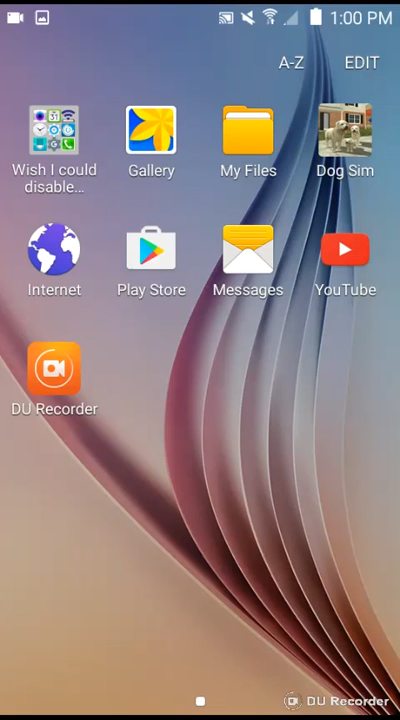 1:00 PM
A-Z EDIT
Wish I could disable...
Gallery
My Files
Dog Sim
Internet
Play Store
Messages
YouTube
DU Recorder
DU Recorder